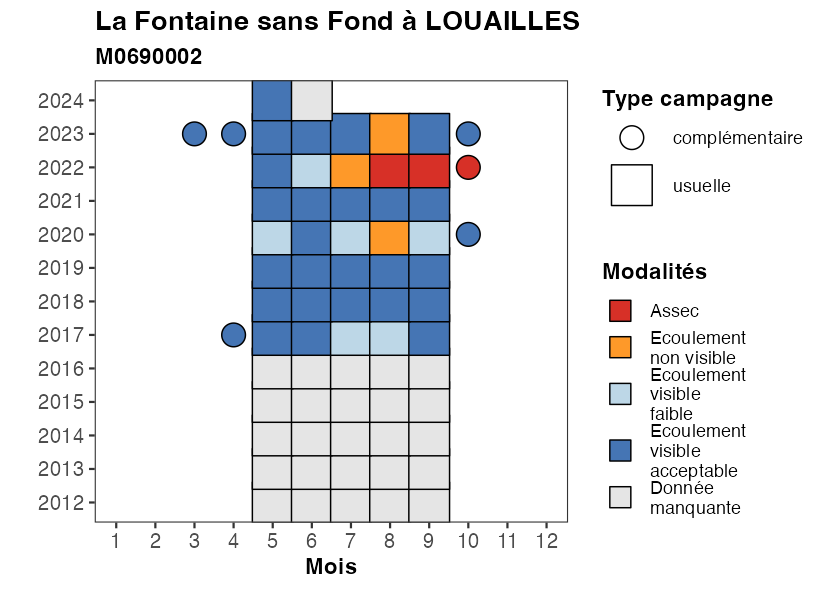 La Fontaine sans Fond à LOUAILLES
M0690002
2024
2023
2022
2021
2020
2019
2018
2017
2016
2015
2014
2013
2012
1 2 3 4 5 6 7 8 9 10 11 12
Mois
Type campagne
complémentaire
usuelle
Modalités
Assec
Ecoulement
non visible
Ecoulement
visible
faible
Ecoulement
visible
acceptable
Donnée
manquante